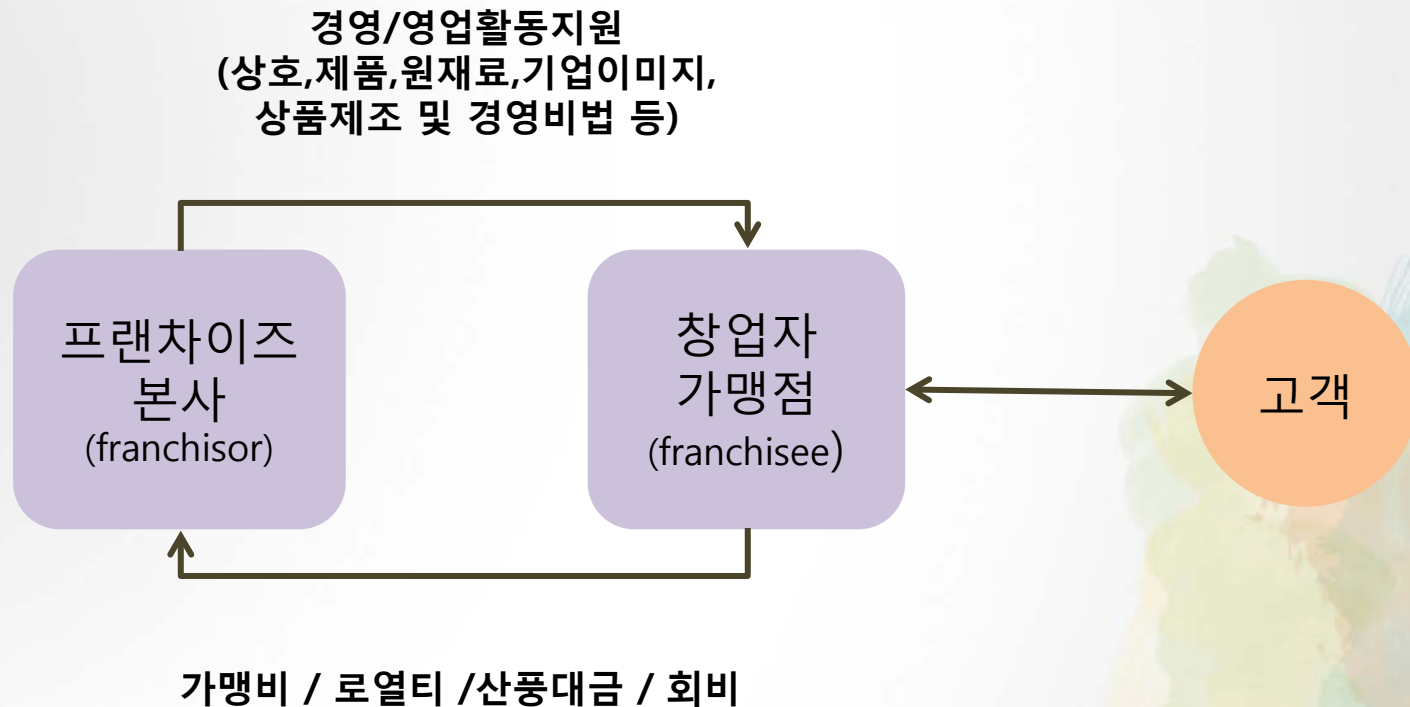 경영/영업활동지원
(상호,제품,원재료,기업이미지,
상품제조 및 경영비법 등)
프랜차이즈
본사
(franchisor)
창업자
가맹점
(franchisee)
고객
가맹비 / 로열티 /산풍대금 / 회비